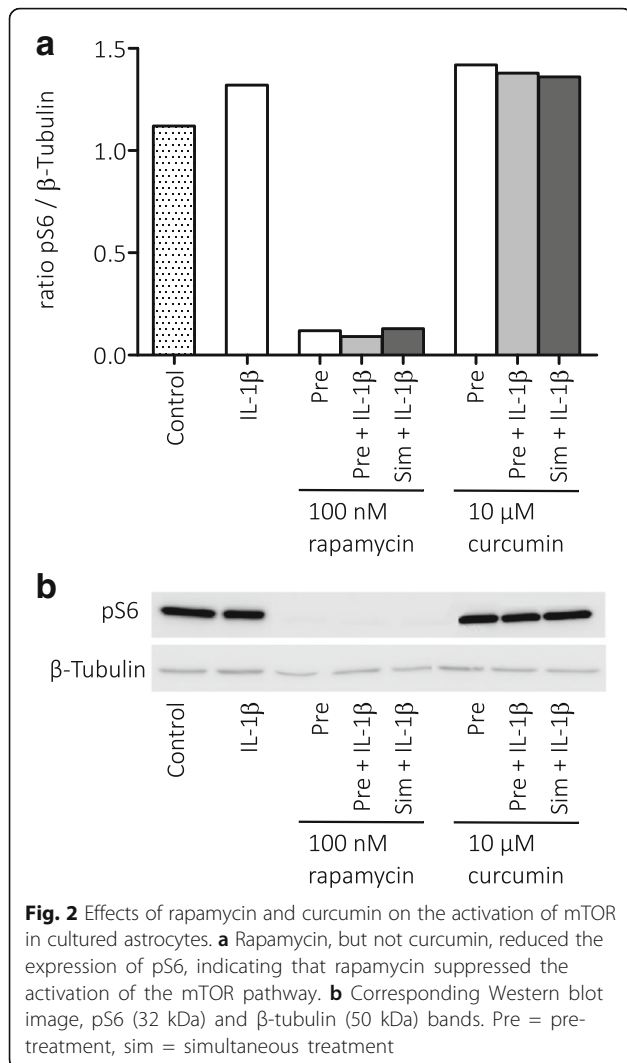 a
ratio pS6 / β-Tubulin
1.5
1.0
0.5
0.0
Control
IL-1β
Pre
Pre + IL-1β
Sim + IL-1β
Pre
Pre + IL-1β
Sim + IL-1β
100 nM
rapamycin
10 µM
curcumin
b
pS6
β-Tubulin
Control
IL-1β
Pre
Pre + IL-1β
Sim + IL-1β
Pre
Pre + IL-1β
Sim + IL-1β
100 nM
rapamycin
10 µM
curcumin
Fig. 2 Effects of rapamycin and curcumin on the activation of mTOR
in cultured astrocytes. a Rapamycin, but not curcumin, reduced the
expression of pS6, indicating that rapamycin suppressed the
activation of the mTOR pathway. b Corresponding Western blot
image, pS6 (32 kDa) and β-tubulin (50 kDa) bands. Pre = pre-
treatment, sim = simultaneous treatment